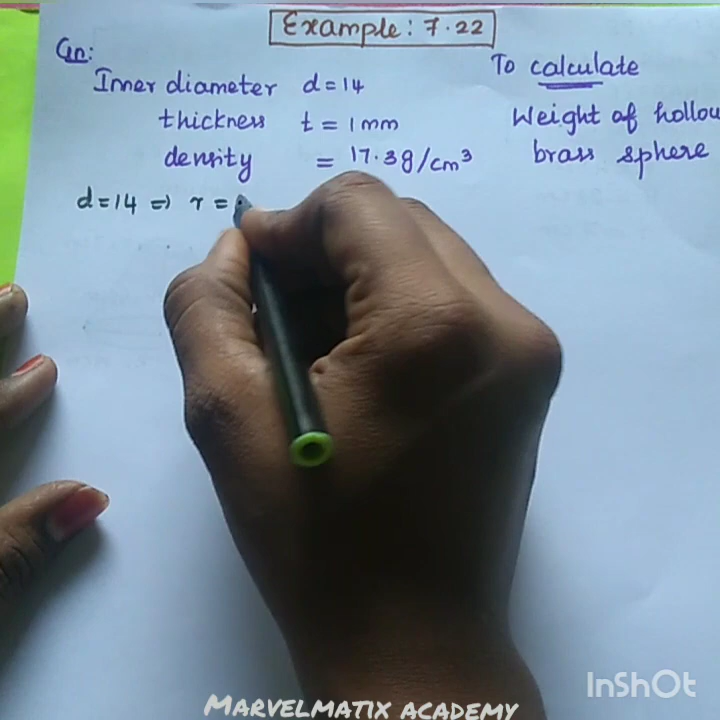 Example: 7.22
Gn:
Inner diameter d = 14
thickness t = 1 mm
density = 17.3g/cm³
To calculate
Weight of hollow
brass sphere
d = 14 ⇒ r =
InShOt
MARVELMATIX ACADEMY